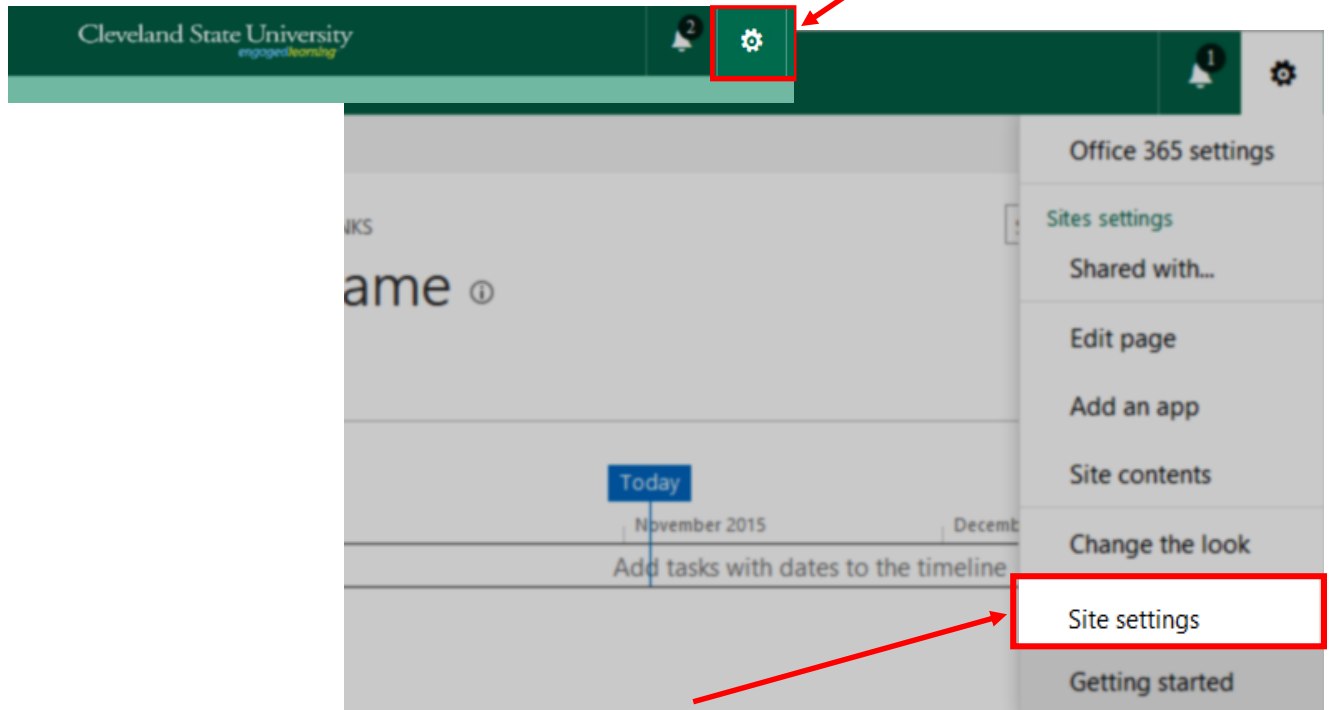 Cleveland State University
engagedlearning
2
1
Office 365 settings
Sites settings
Shared with...
Edit page
Add an app
Site contents
Change the look
Site settings
Getting started
NKS
ame
Today
November 2015
Decemb
Add tasks with dates to the timeline